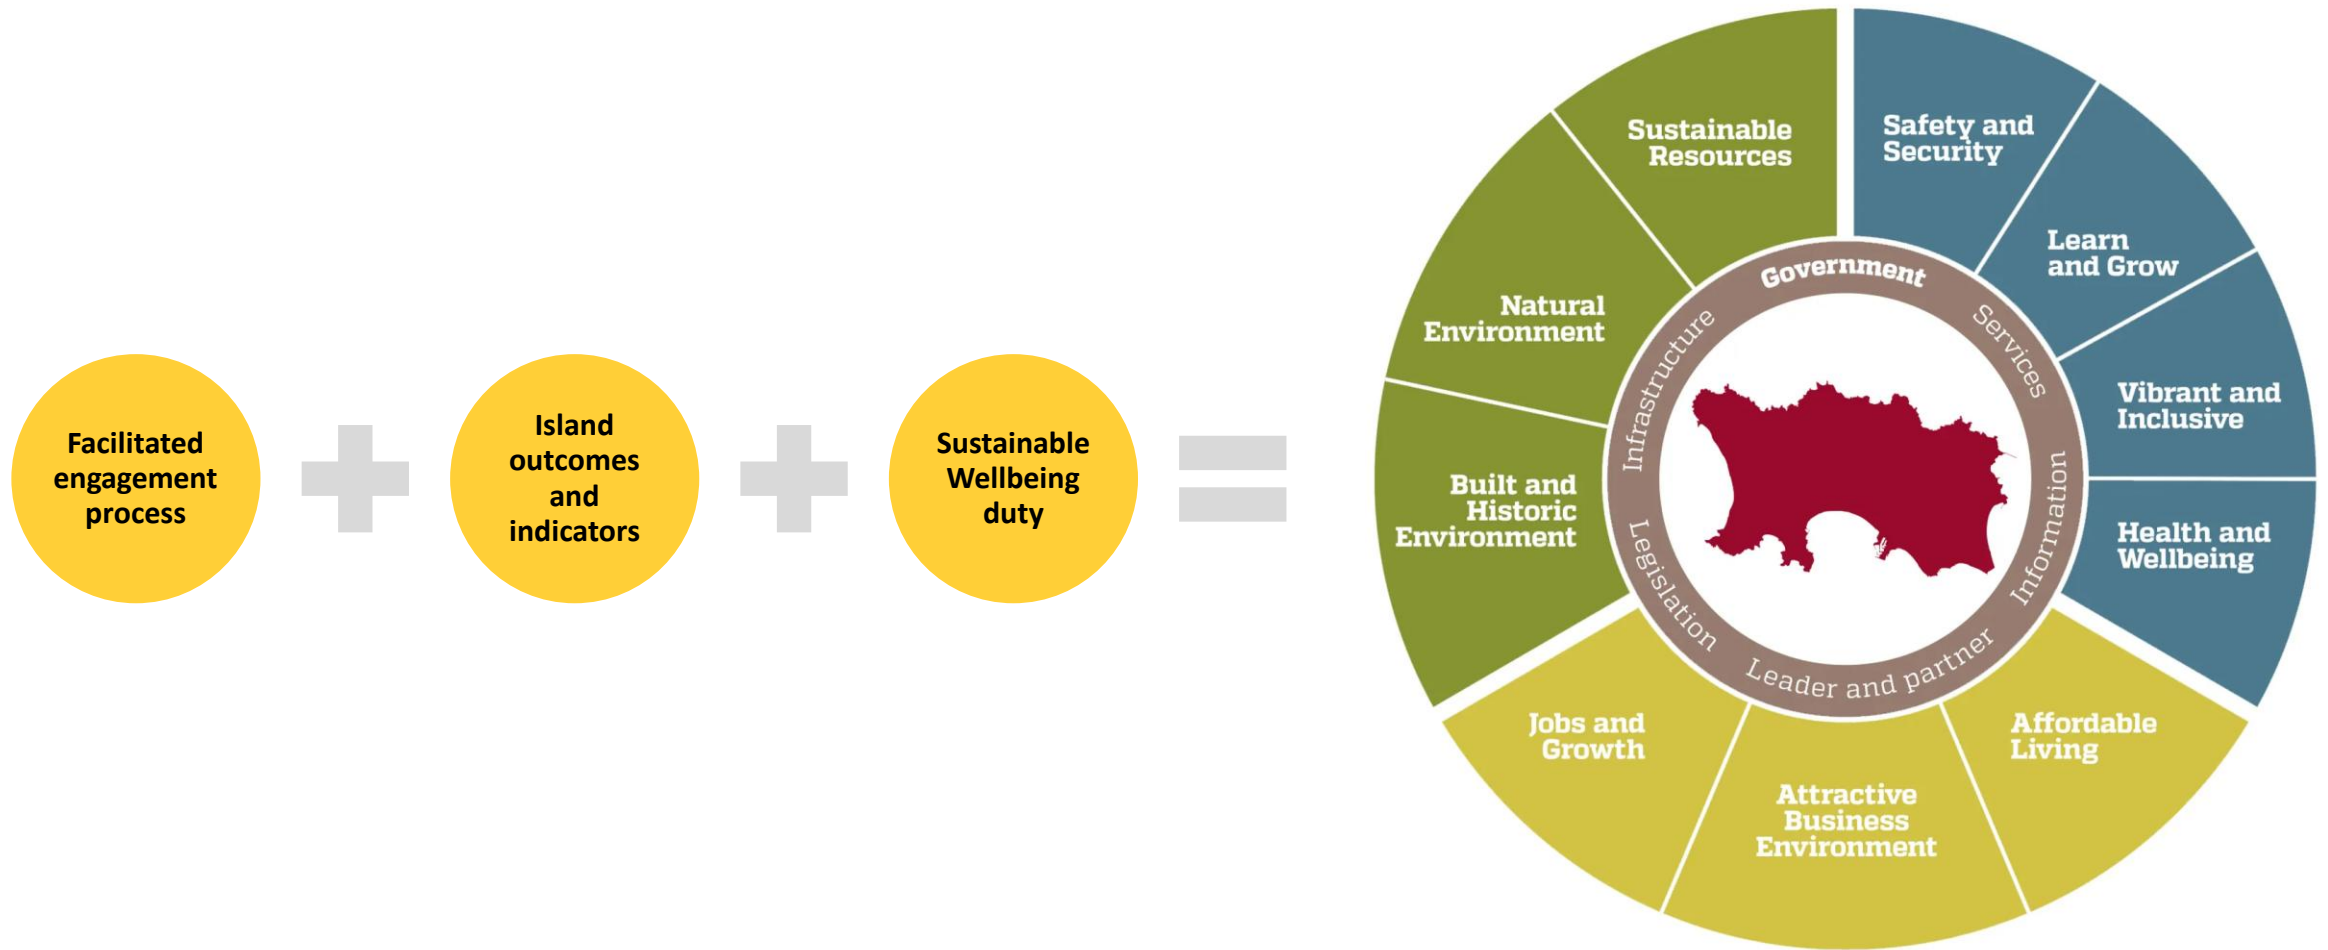 Facilitated
engagement
process
Island
outcomes
and
indicators
Sustainable
Wellbeing
duty
Sustainable
Resources
Safety and
Security
Learn
and Grow
Vibrant and
Inclusive
Health and
Wellbeing
Affordable
Living
Attractive
Business
Environment
Jobs and
Growth
Built and
Historic
Environment
Natural
Environment
Government
Services
Information
Leader and partner
Legislation
Infrastructure